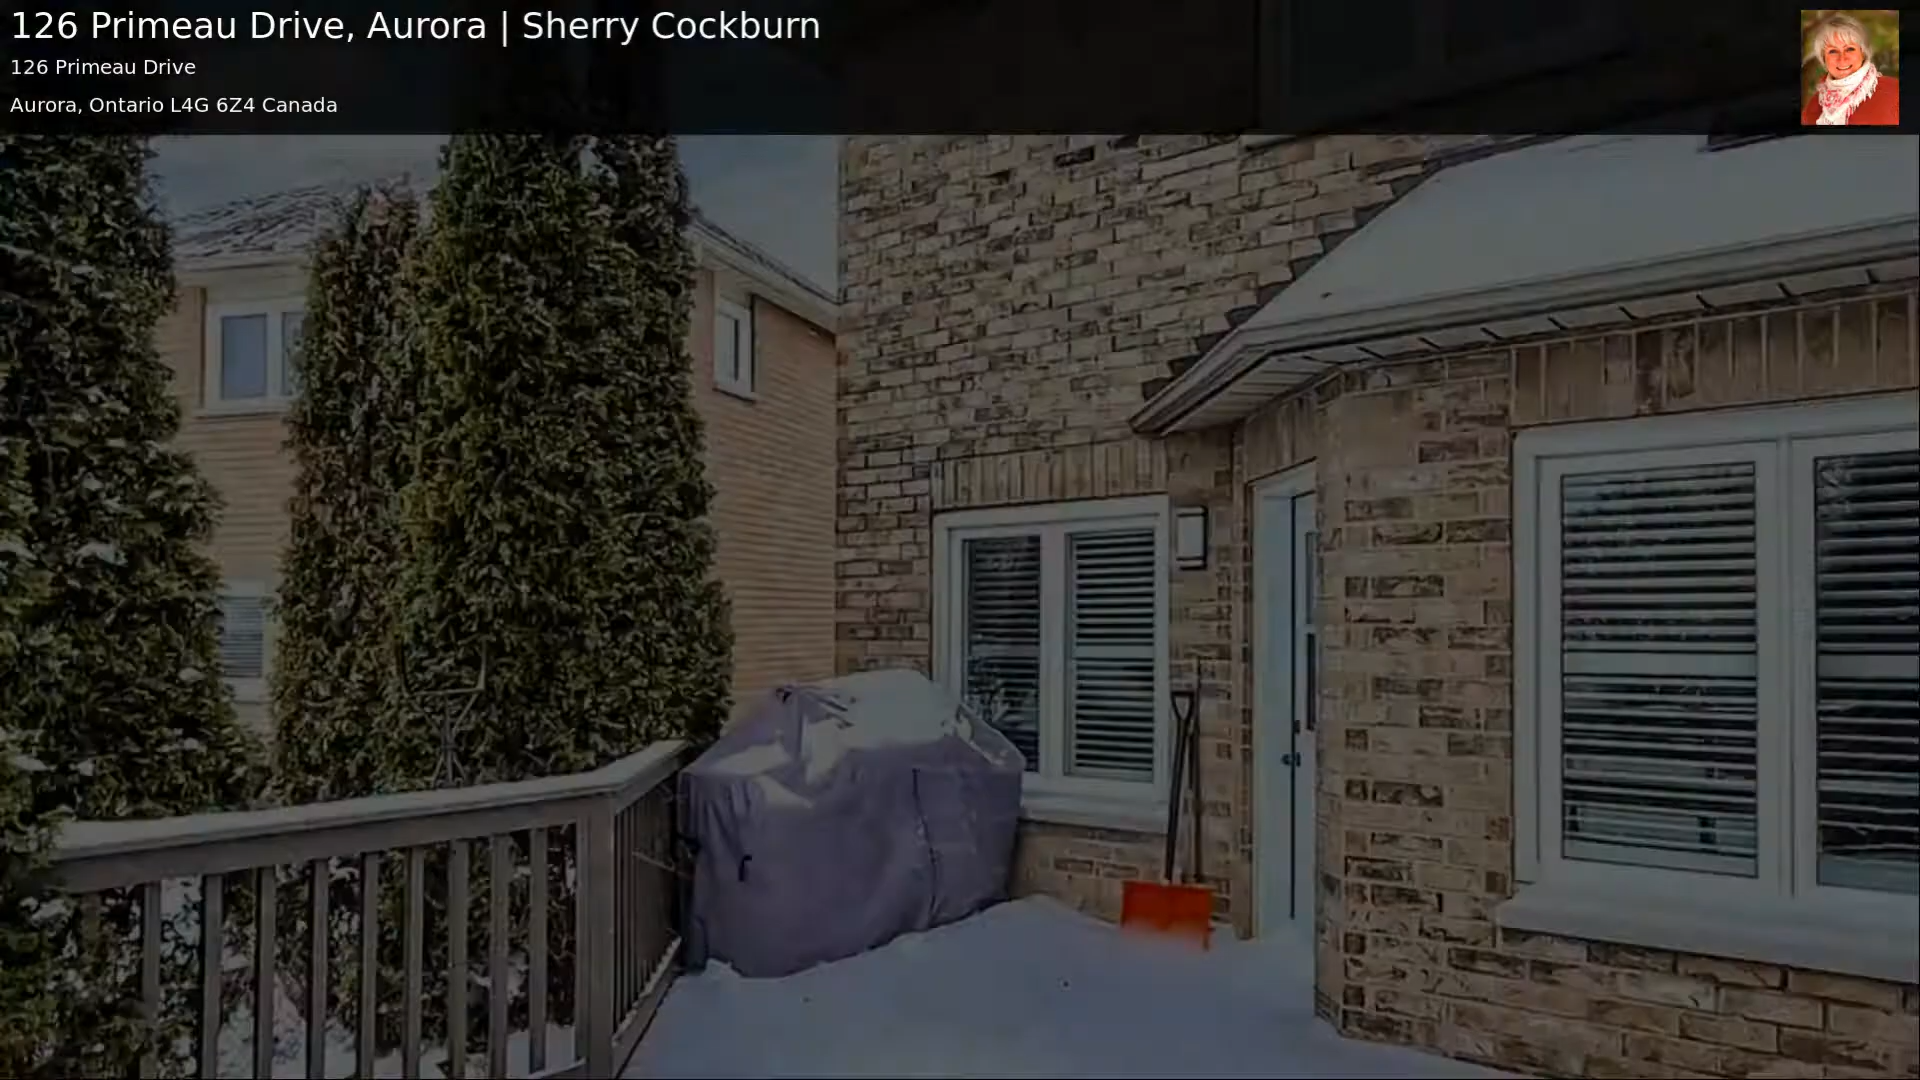 126 Primeau Drive, Aurora | Sherry Cockburn
126 Primeau Drive
Aurora, Ontario L4G 6Z4 Canada